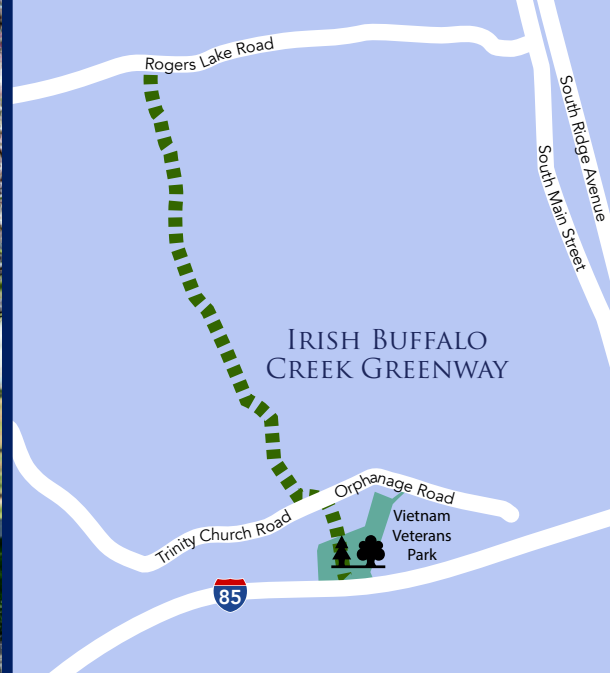 Rogers Lake Road
South Ridge Avenue
South Main Street
IRISH BUFFALO
CREEK GREENWAY
Orphanage Road
Trinity Church Road
Vietnam
Veterans
Park
85